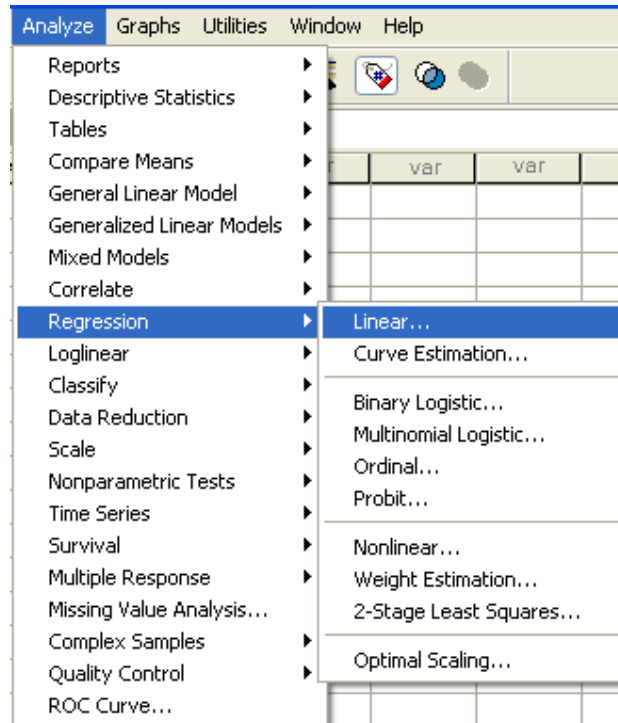 Analyze Graphs Utilities Window Help
Reports
Descriptive Statistics
Tables
Compare Means
var var
General Linear Model
Generalized Linear Models
Mixed Models
Correlate
Regression
Linear...
Loglinear
Curve Estimation...
Classify
Binary Logistic...
Data Reduction
Multinomial Logistic...
Scale
Ordinal...
Nonparametric Tests
Probit...
Time Series
Survival
Nonlinear...
Multiple Response
Weight Estimation...
Missing Value Analysis...
2-Stage Least Squares...
Complex Samples
Optimal Scaling...
Quality Control
ROC Curve...